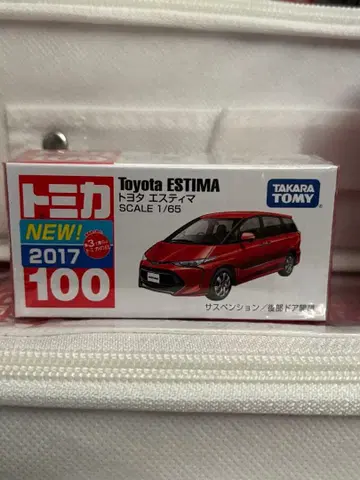 トミカ
NEW!
2017
100
Toyota ESTIMA
トヨタ エスティマ
SCALE 1/65
TAKARA
TOMY
サスペンション/後部ドア開閉